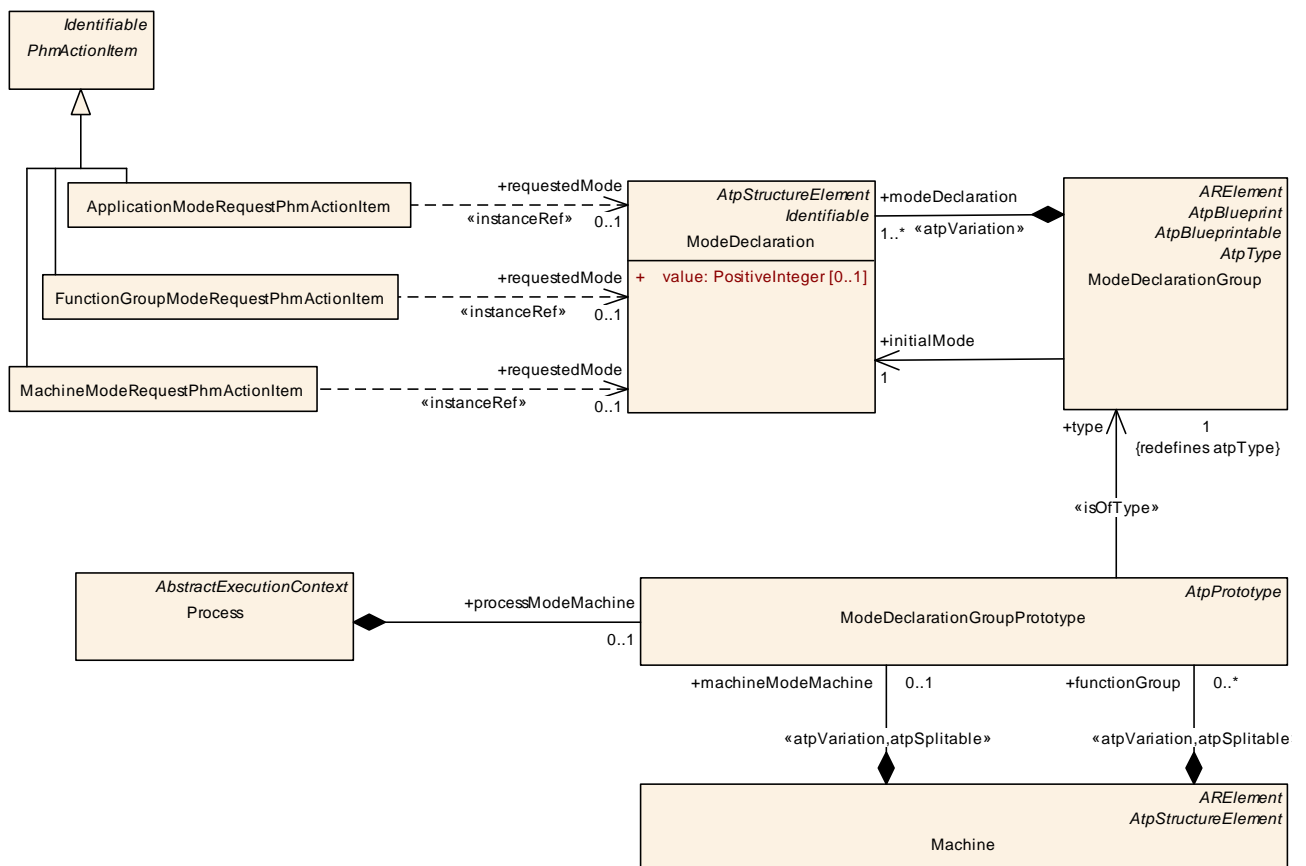 Identifiable
PhmActionItem
ApplicationModeRequestPhmActionItem
+requestedMode
«instanceRef»
0..1
FunctionGroupModeRequestPhmActionItem
+requestedMode
«instanceRef»
0..1
MachineModeRequestPhmActionItem
+requestedMode
«instanceRef»
0..1
AtpStructureElement
Identifiable
ModeDeclaration
+ value: PositiveInteger [0..1]
+modeDeclaration
1..* «atpVariation»
+initialMode
1
ARElement
AtpBlueprint
AtpBlueprintable
AtpType
ModeDeclarationGroup
+type 1
{redefines atpType}
«isOfType»
AbstractExecutionContext
Process
+processModeMachine
0..1
AtpPrototype
ModeDeclarationGroupPrototype
+machineModeMachine 0..1
+functionGroup 0..*
«atpVariation,atpSplitable»
«atpVariation,atpSplitable
ARElement
AtpStructureElement
Machine